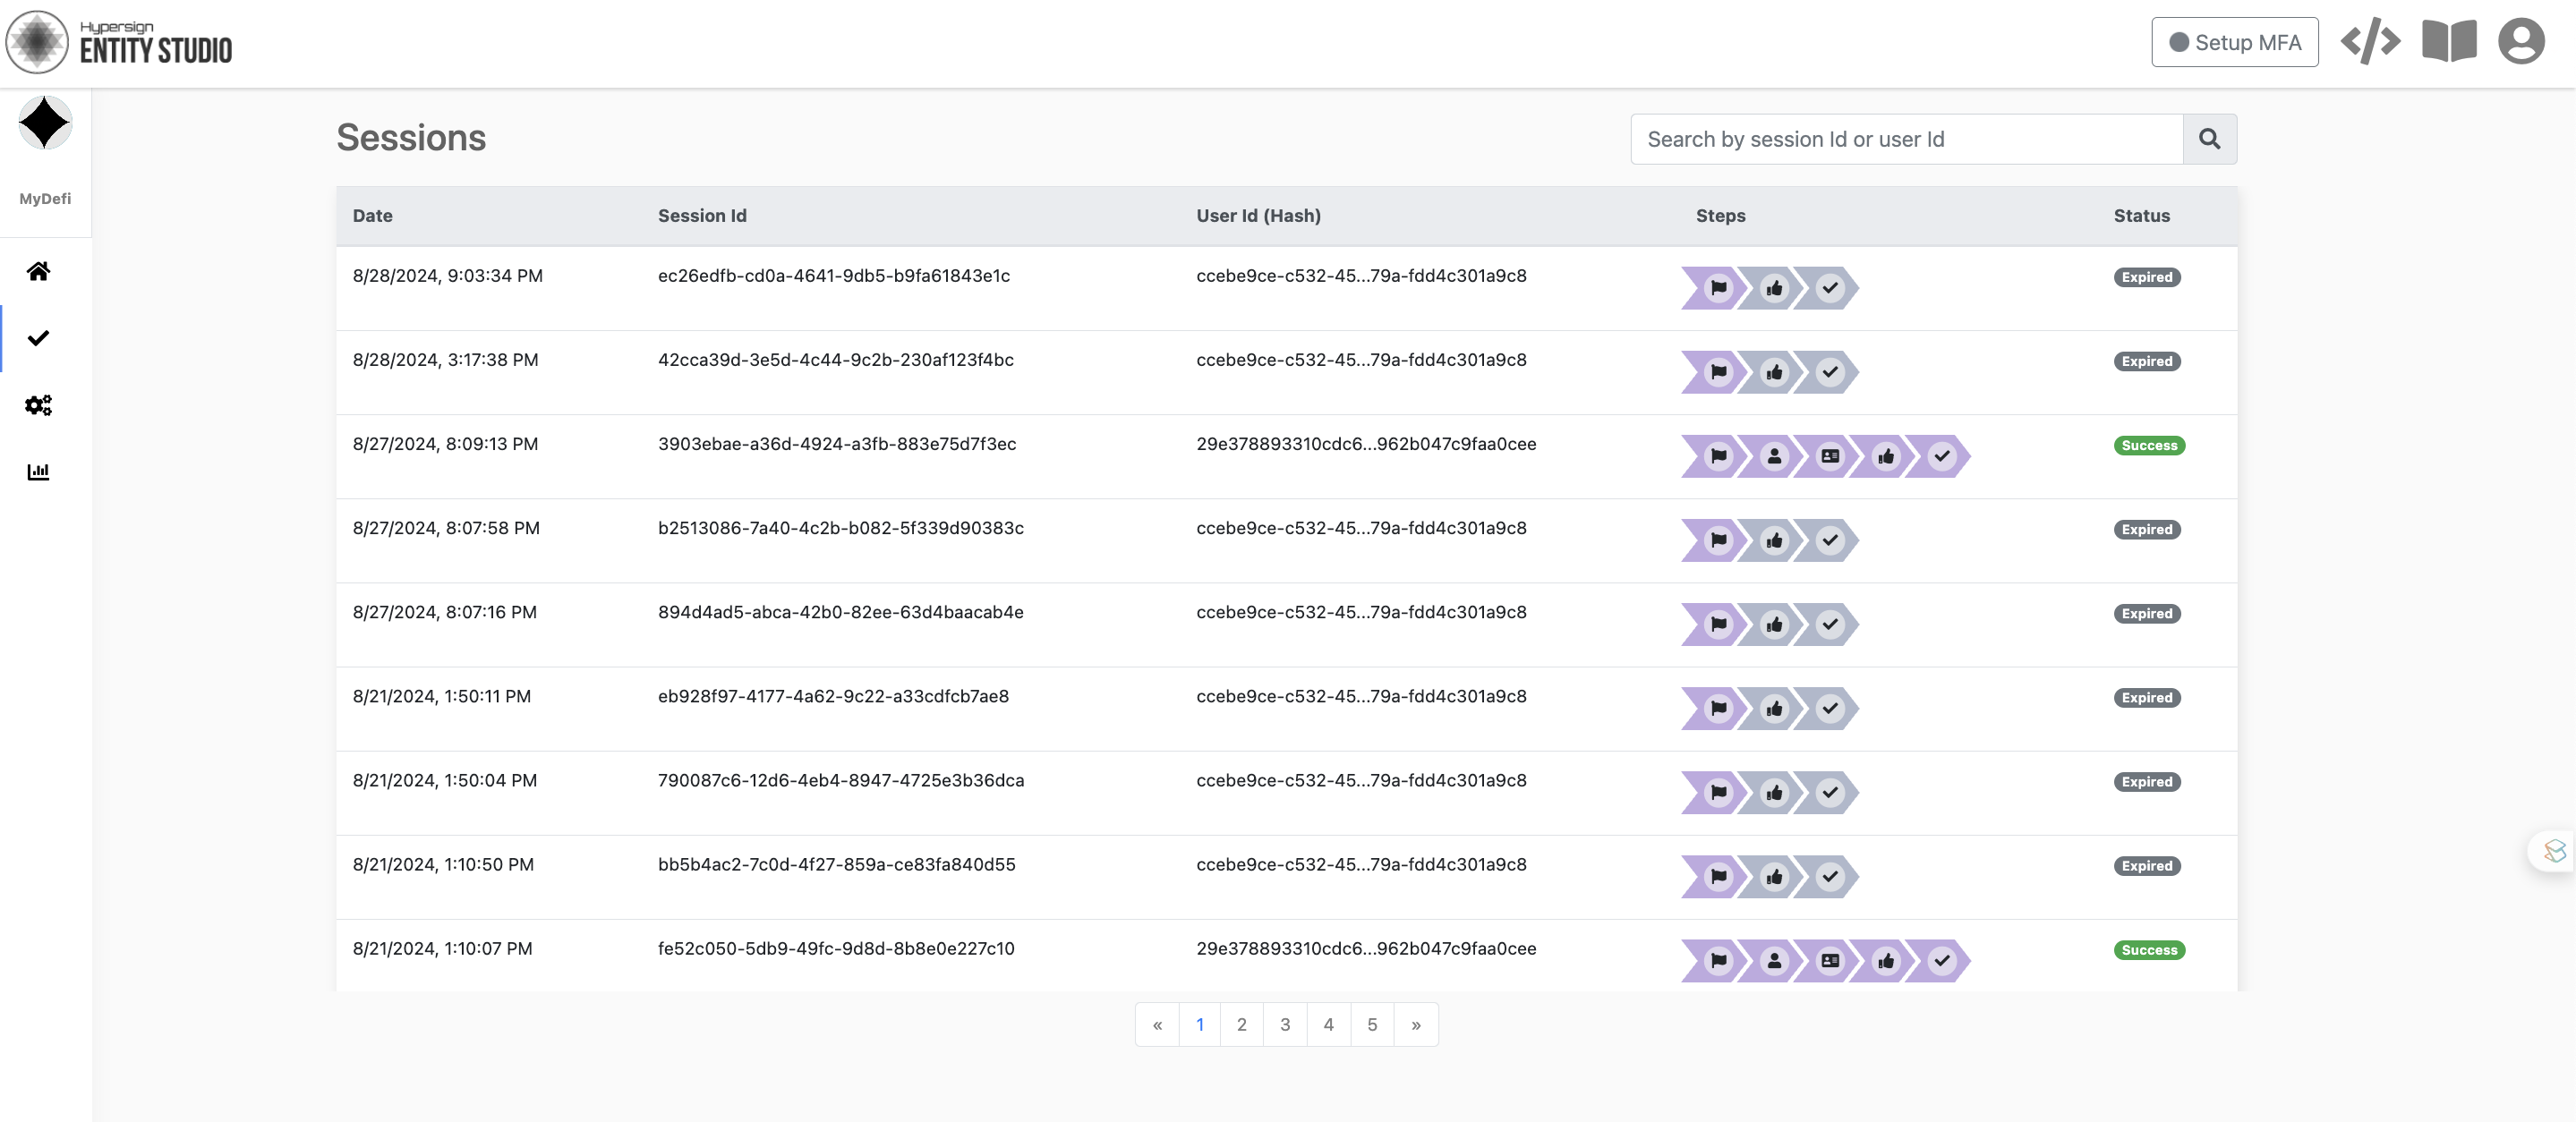 Hypersign
ENTITY STUDIO
Setup MFA
MyDefi
Sessions
Search by session Id or user Id
Date Session Id User Id (Hash) Steps Status
8/28/2024, 9:03:34 PM ec26edfb-cd0a-4641-9db5-b9fa61843e1c ccebe9ce-c532-45...79a-fdd4c301a9c8 Expired
8/28/2024, 3:17:38 PM 42cca39d-3e5d-4c44-9c2b-230af123f4bc ccebe9ce-c532-45...79a-fdd4c301a9c8 Expired
8/27/2024, 8:09:13 PM 3903ebae-a36d-4924-a3fb-883e75d7f3ec 29e378893310cdc6...962b047c9faa0cee Success
8/27/2024, 8:07:58 PM b2513086-7a40-4c2b-b082-5f339d90383c ccebe9ce-c532-45...79a-fdd4c301a9c8 Expired
8/27/2024, 8:07:16 PM 894d4ad5-abca-42b0-82ee-63d4baacab4e ccebe9ce-c532-45...79a-fdd4c301a9c8 Expired
8/21/2024, 1:50:11 PM eb928f97-4177-4a62-9c22-a33cdfcb7ae8 ccebe9ce-c532-45...79a-fdd4c301a9c8 Expired
8/21/2024, 1:50:04 PM 790087c6-12d6-4eb4-8947-4725e3b36dca ccebe9ce-c532-45...79a-fdd4c301a9c8 Expired
8/21/2024, 1:10:50 PM bb5b4ac2-7c0d-4f27-859a-ce83fa840d55 ccebe9ce-c532-45...79a-fdd4c301a9c8 Expired
8/21/2024, 1:10:07 PM fe52c050-5db9-49fc-9d8d-8b8e0e227c10 29e378893310cdc6...962b047c9faa0cee Success
« 1 2 3 4 5 »